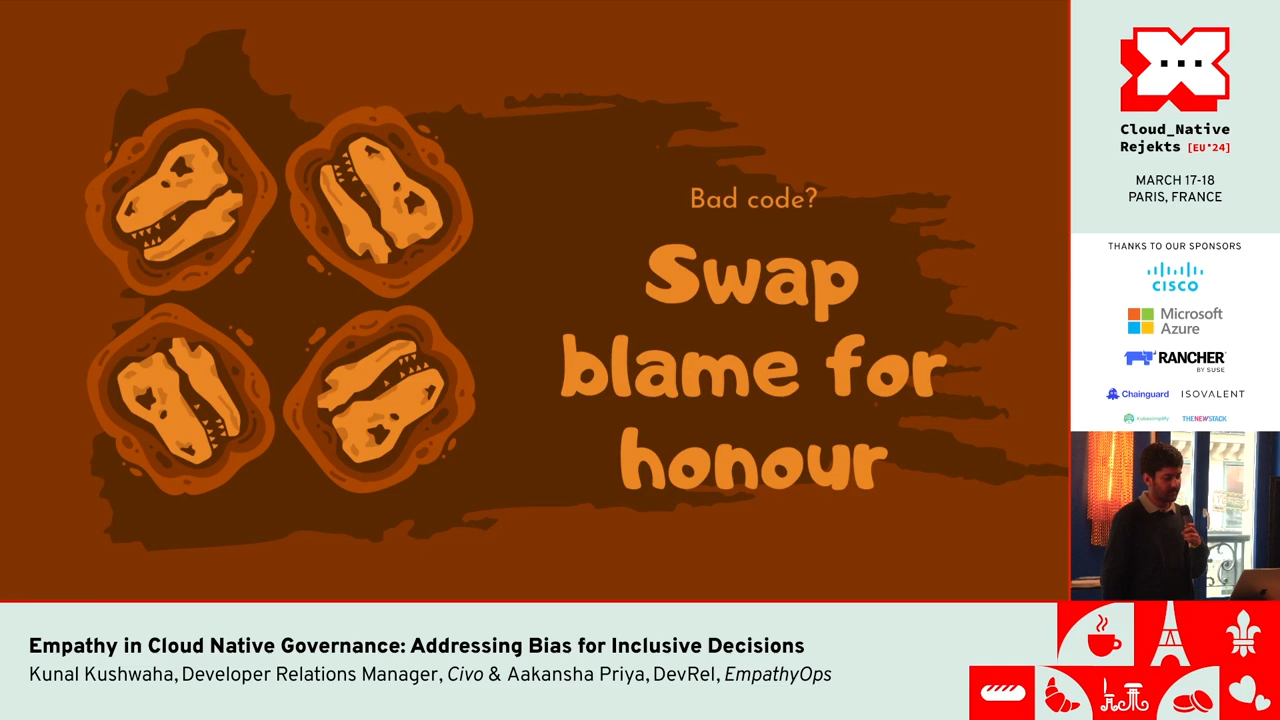 Bad code?
Swap
blame for
honour
Cloud_Native
Rejekts [EU'24]
MARCH 17-18
PARIS, FRANCE
THANKS TO OUR SPONSORS
CISCO
Microsoft
Azure
RANCHER
BY SUSE
Chainguard ISOVALENT
Kubesimplify THENEWSTACK
Empathy in Cloud Native Governance: Addressing Bias for Inclusive Decisions
Kunal Kushwaha, Developer Relations Manager, Civo & Aakansha Priya, DevRel, EmpathyOps